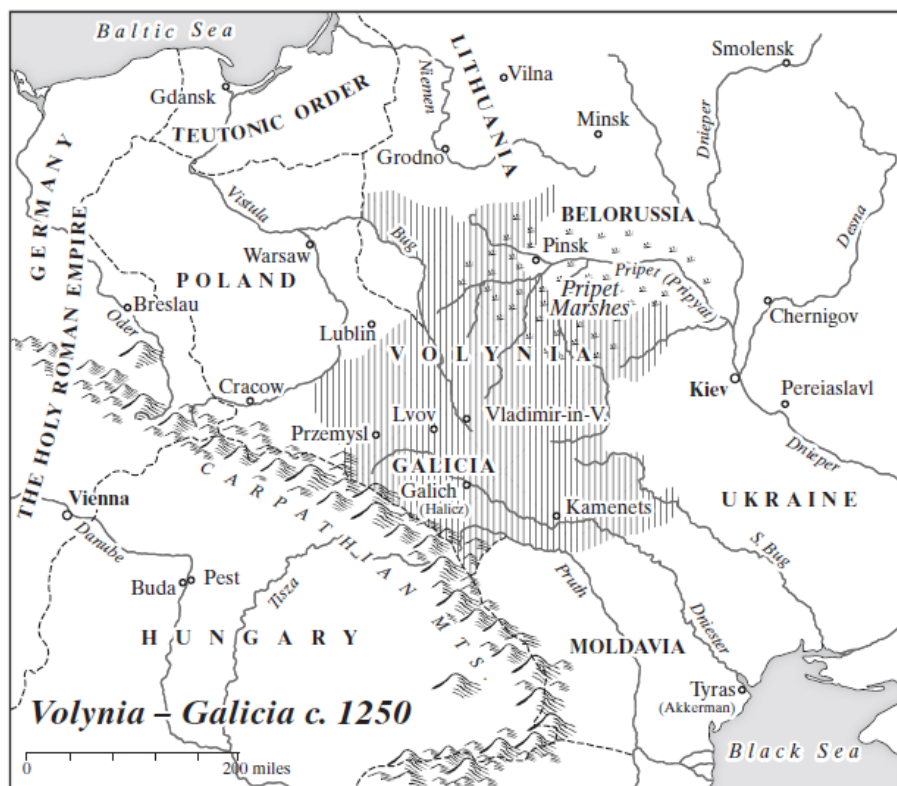 Baltic Sea
Gdansk
TEUTONIC ORDER
LITHUANIA
Niemen
Vilna
Smolensk
Minsk
Dnieper
Grodno
GERMANY
THE HOLY ROMAN EMPIRE
Vistula
BELORUSSIA
Desna
Warsaw
Bug
Pinsk
Pripet (Pripyat)
POLAND
Pripet
Marshes
Breslau
Oder
Lublin
Chernigov
VOLYNIA
Cracow
Kiev
Pereiaslavl
Lvov
Vladimir-in-V.
Przemysl
Dnieper
CARPATHIAN MTS
GALICIA
Galich
(Halicz)
Kamenets
UKRAINE
Vienna
Danube
S. Bug
Buda
Pest
Tisza
Pruth
HUNGARY
MOLDAVIA
Dniester
Tyras
(Akkerman)
Volynia – Galicia c. 1250
Black Sea
0
200 miles